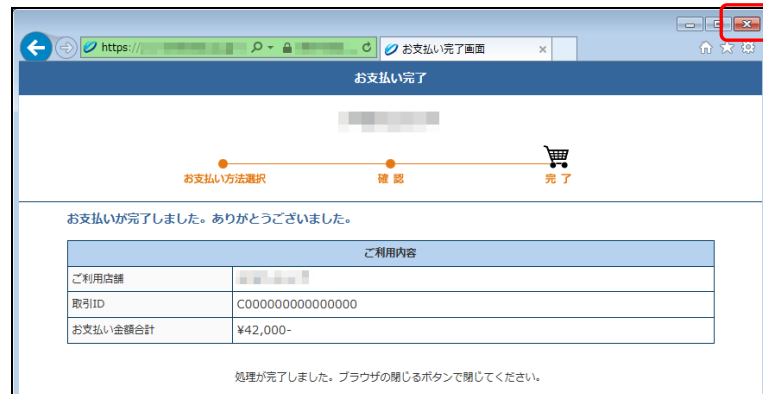 https://
お支払い完了画面
お支払い完了
お支払い方法選択
確 認
完 了
お支払いが完了しました。ありがとうございました。
ご利用内容
ご利用店舗
取引ID C000000000000000
お支払い金額合計 ¥42,000-
処理が完了しました。ブラウザの閉じるボタンで閉じてください。